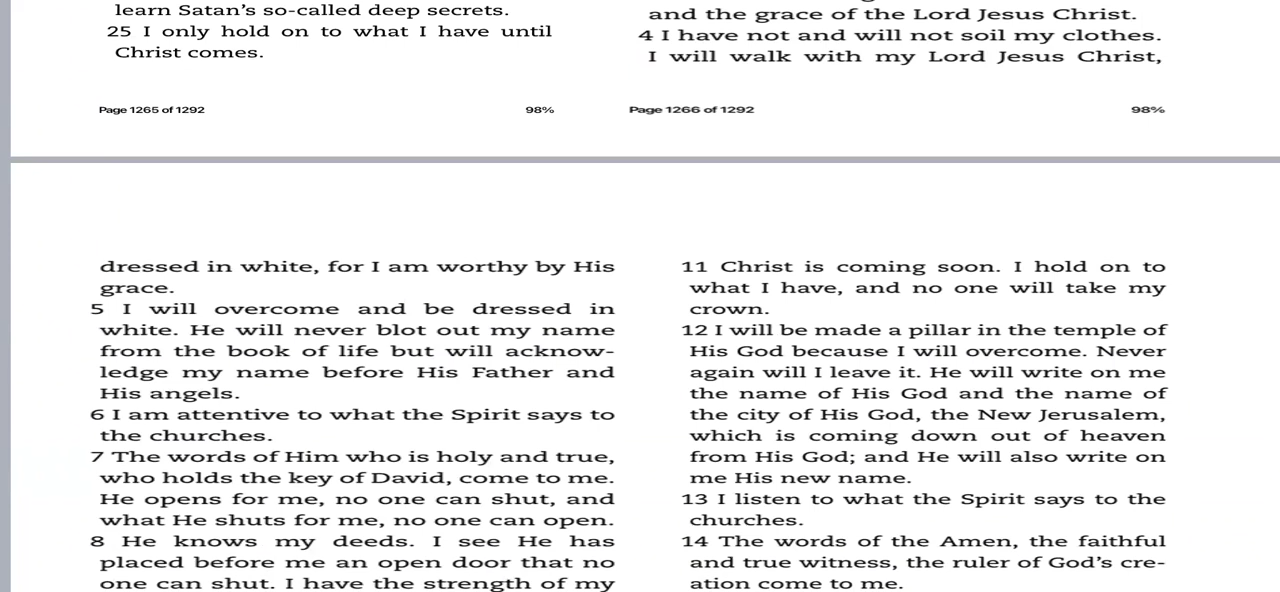 learn Satan’s so-called deep secrets.
25 I only hold on to what I have until
Christ comes.
Page 1265 of 1292 98%
and the grace of the Lord Jesus Christ.
4 I have not and will not soil my clothes.
I will walk with my Lord Jesus Christ,
Page 1266 of 1292 98%
dressed in white, for I am worthy by His
grace.
5 I will overcome and be dressed in
white. He will never blot out my name
from the book of life but will acknow-
ledge my name before His Father and
His angels.
6 I am attentive to what the Spirit says to
the churches.
7 The words of Him who is holy and true,
who holds the key of David, come to me.
He opens for me, no one can shut, and
what He shuts for me, no one can open.
8 He knows my deeds. I see He has
placed before me an open door that no
one can shut. I have the strength of my
11 Christ is coming soon. I hold on to
what I have, and no one will take my
crown.
12 I will be made a pillar in the temple of
His God because I will overcome. Never
again will I leave it. He will write on me
the name of His God and the name of
the city of His God, the New Jerusalem,
which is coming down out of heaven
from His God; and He will also write on
me His new name.
13 I listen to what the Spirit says to the
churches.
14 The words of the Amen, the faithful
and true witness, the ruler of God’s cre-
ation come to me.